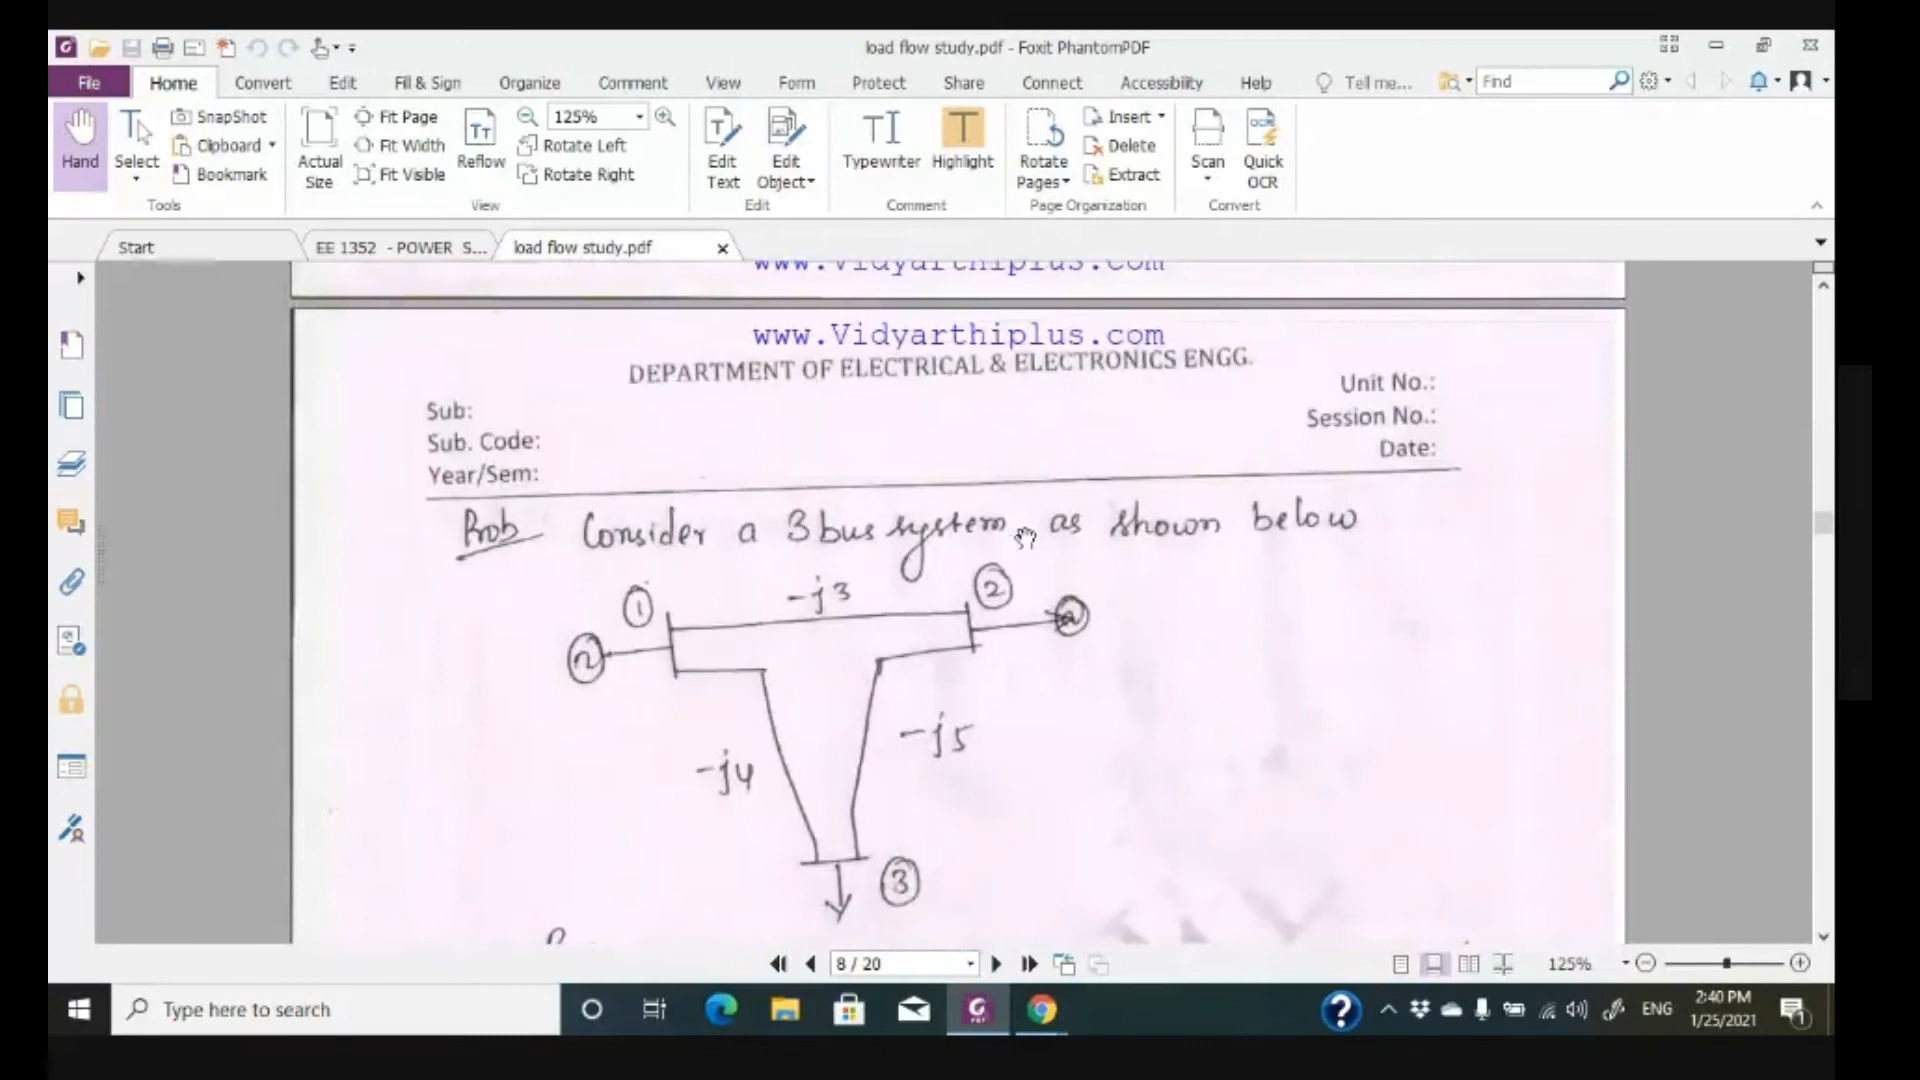 load flow study.pdf - Foxit PhantomPDF
File Home Convert Edit Fill & Sign Organize Comment View Form Protect Share Connect Accessibility Help Tell me... Find
Hand
Select
SnapShot
Clipboard
Bookmark
Tools
Actual Size
Fit Page
Fit Width
Fit Visible
Reflow
125%
Rotate Left
Rotate Right
View
Edit Text
Edit Object
Edit
Typewriter
Highlight
Comment
Rotate Pages
Insert
Delete
Extract
Page Organization
Scan
Quick OCR
Convert
Start
EE 1352 - POWER S...
load flow study.pdf
www.Vidyarthiplus.com
www.Vidyarthiplus.com
DEPARTMENT OF ELECTRICAL & ELECTRONICS ENGG.
Unit No.:
Sub:
Session No.:
Sub. Code:
Date:
Year/Sem:
Prob Consider a 3 bus system as shown below
1
-j3
2
-j4
-j5
3
8 / 20
125%
Type here to search
ENG
2:40 PM
1/25/2021
1